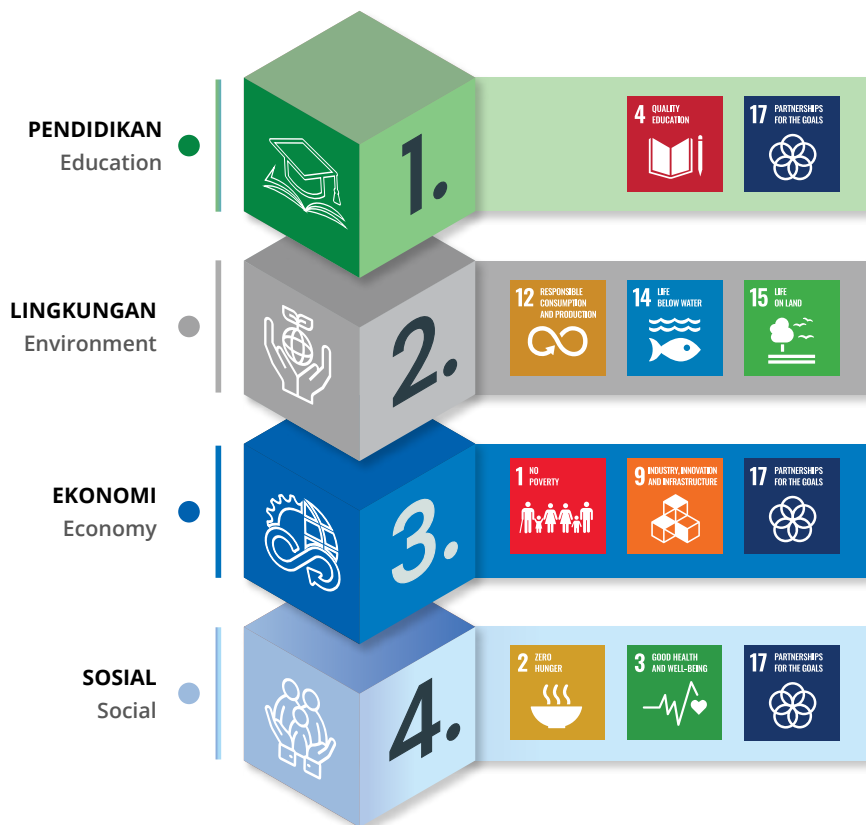 PENDIDIKAN
Education
1.
4 QUALITY
EDUCATION
17 PARTNERSHIPS
FOR THE GOALS
LINGKUNGAN
Environment
2.
12 RESPONSIBLE
CONSUMPTION
AND PRODUCTION
14 LIFE
BELOW WATER
15 LIFE
ON LAND
EKONOMI
Economy
3.
1 NO
POVERTY
9 INDUSTRY, INNOVATION
AND INFRASTRUCTURE
17 PARTNERSHIPS
FOR THE GOALS
SOSIAL
Social
4.
2 ZERO
HUNGER
3 GOOD HEALTH
AND WELL-BEING
17 PARTNERSHIPS
FOR THE GOALS